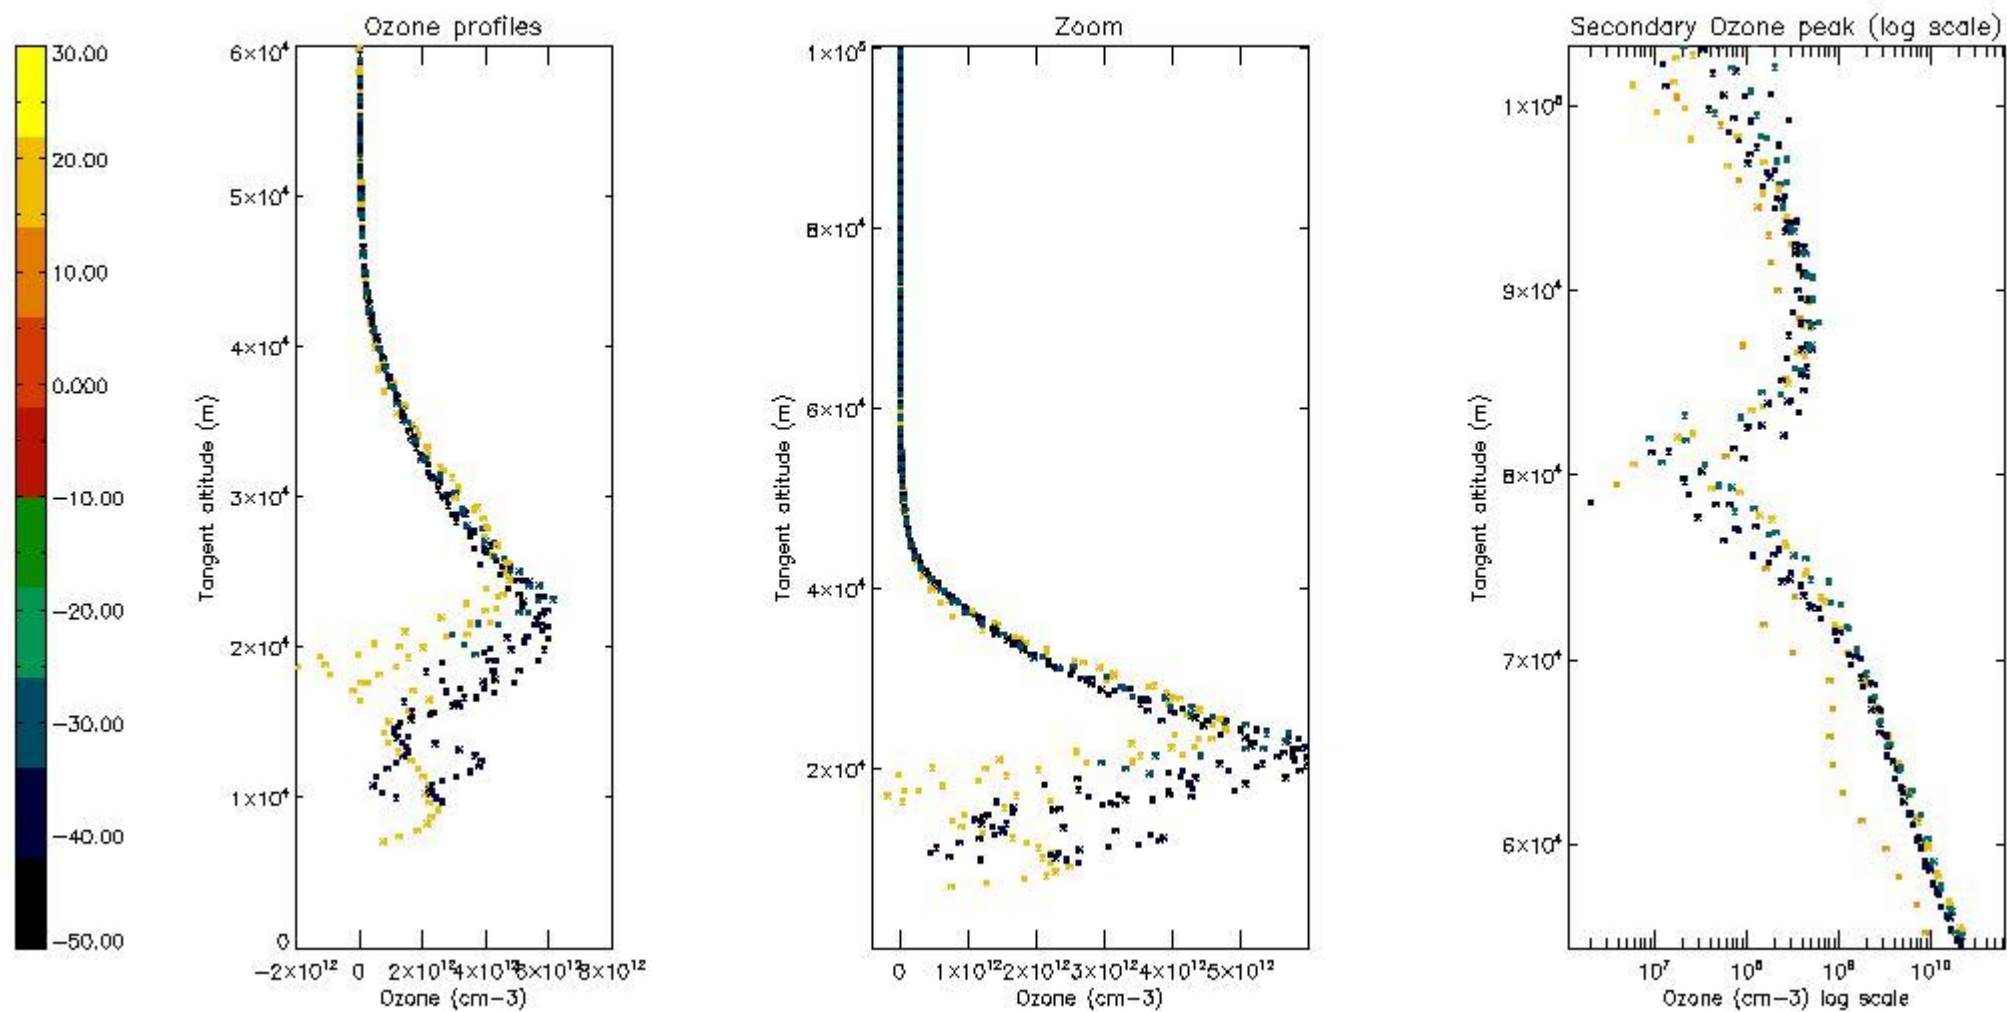 Ozone profiles
Zoom
Secondary Ozone peak (log scale)
30.00
20.00
10.00
0.000
−10.00
−20.00
−30.00
−40.00
−50.00
6×10⁴
5×10⁴
4×10⁴
3×10⁴
2×10⁴
1×10⁴
0
Tangent altitude (m)
−2×10¹² 0 2×10¹² 4×10¹² 6×10¹² 8×10¹²
Ozone (cm−3)
1×10⁵
8×10⁴
6×10⁴
4×10⁴
2×10⁴
Tangent altitude (m)
0 1×10¹² 2×10¹² 3×10¹² 4×10¹² 5×10¹²
Ozone (cm−3)
1×10⁵
9×10⁴
8×10⁴
7×10⁴
6×10⁴
Tangent altitude (m)
10⁷ 10⁸ 10⁹ 10¹⁰
Ozone (cm−3) log scale